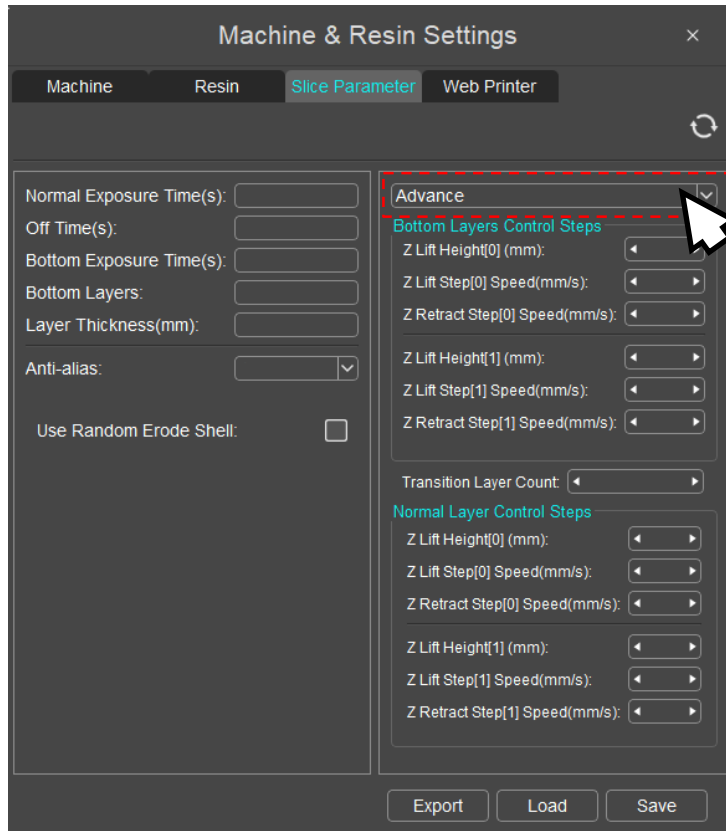 Machine & Resin Settings
Machine Resin Slice Parameter Web Printer
Normal Exposure Time(s):
Off Time(s):
Bottom Exposure Time(s):
Bottom Layers:
Layer Thickness(mm):
Anti-alias:
Use Random Erode Shell:
Advance
Bottom Layers Control Steps
Z Lift Height[0] (mm):
Z Lift Step[0] Speed(mm/s):
Z Retract Step[0] Speed(mm/s):
Z Lift Height[1] (mm):
Z Lift Step[1] Speed(mm/s):
Z Retract Step[1] Speed(mm/s):
Transition Layer Count:
Normal Layer Control Steps
Z Lift Height[0] (mm):
Z Lift Step[0] Speed(mm/s):
Z Retract Step[0] Speed(mm/s):
Z Lift Height[1] (mm):
Z Lift Step[1] Speed(mm/s):
Z Retract Step[1] Speed(mm/s):
Export Load Save